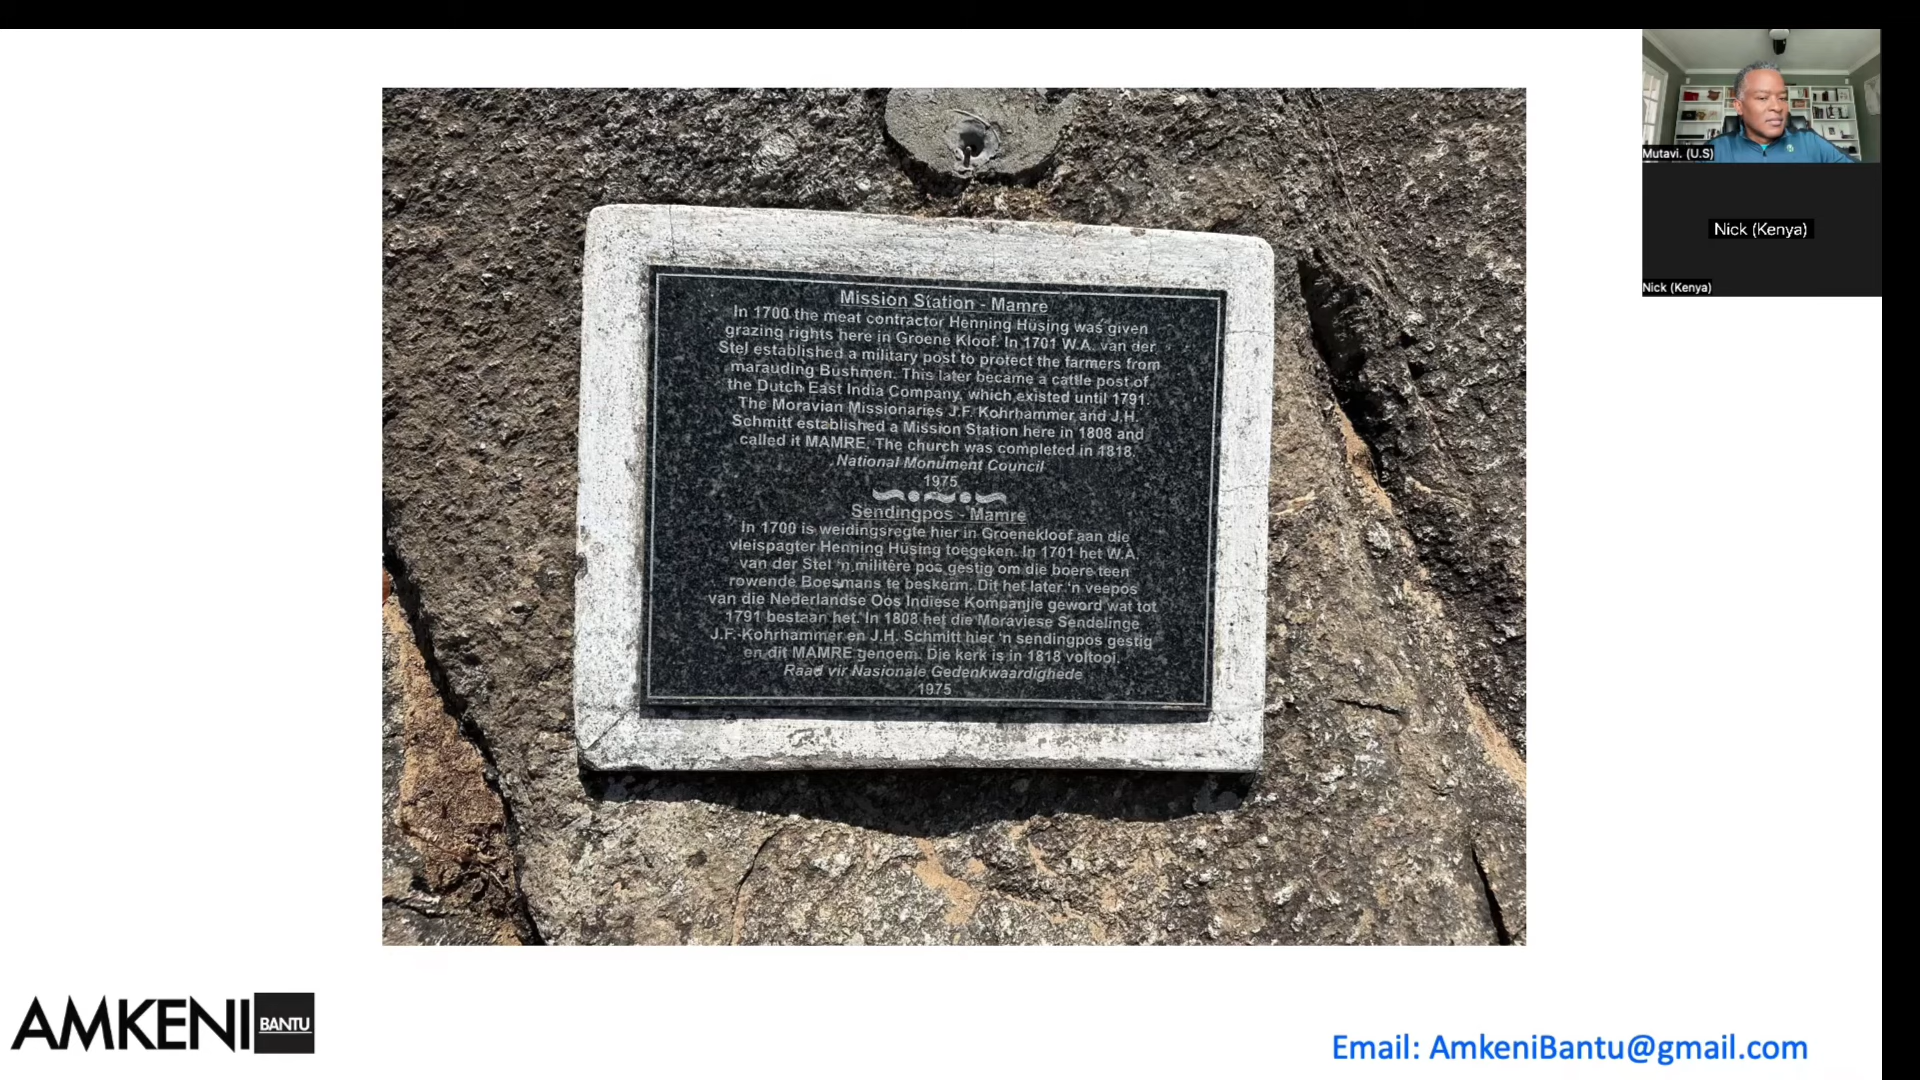 Mission Station - Mamre
In 1700 the meat contractor Henning Hüsing was given
grazing rights here in Groene Kloof. In 1701 W.A. van der
Stel established a military post to protect the farmers from
marauding Bushmen. This later became a cattle post of
the Dutch East India Company, which existed until 1791.
The Moravian Missionaries J.F. Kohrhammer and J.H.
Schmitt established a Mission Station here in 1808 and
called it MAMRE. The church was completed in 1818.
National Monument Council
1975
Sendingpos - Mamre
In 1700 is weidingsregte hier in Groenekloof aan die
vleispagter Henning Hüsing toegeken. In 1701 het W.A.
van der Stel 'n militêre pos gestig om die boere teen
rowende Boesmans te beskerm. Dit het later 'n veepos
van die Nederlandse Oos Indiese Kompanjie geword wat tot
1791 bestaan het. In 1808 het die Moraviese Sendelinge
J.F.-Kohrhammer en J.H. Schmitt hier 'n sendingpos gestig
en dit MAMRE genoem. Die kerk is in 1818 voltooi.
Raad vir Nasionale Gedenkwaardighede
1975
Mutavi. (U.S)
Nick (Kenya)
Nick (Kenya)
AMKENI BANTU
Email: AmkeniBantu@gmail.com